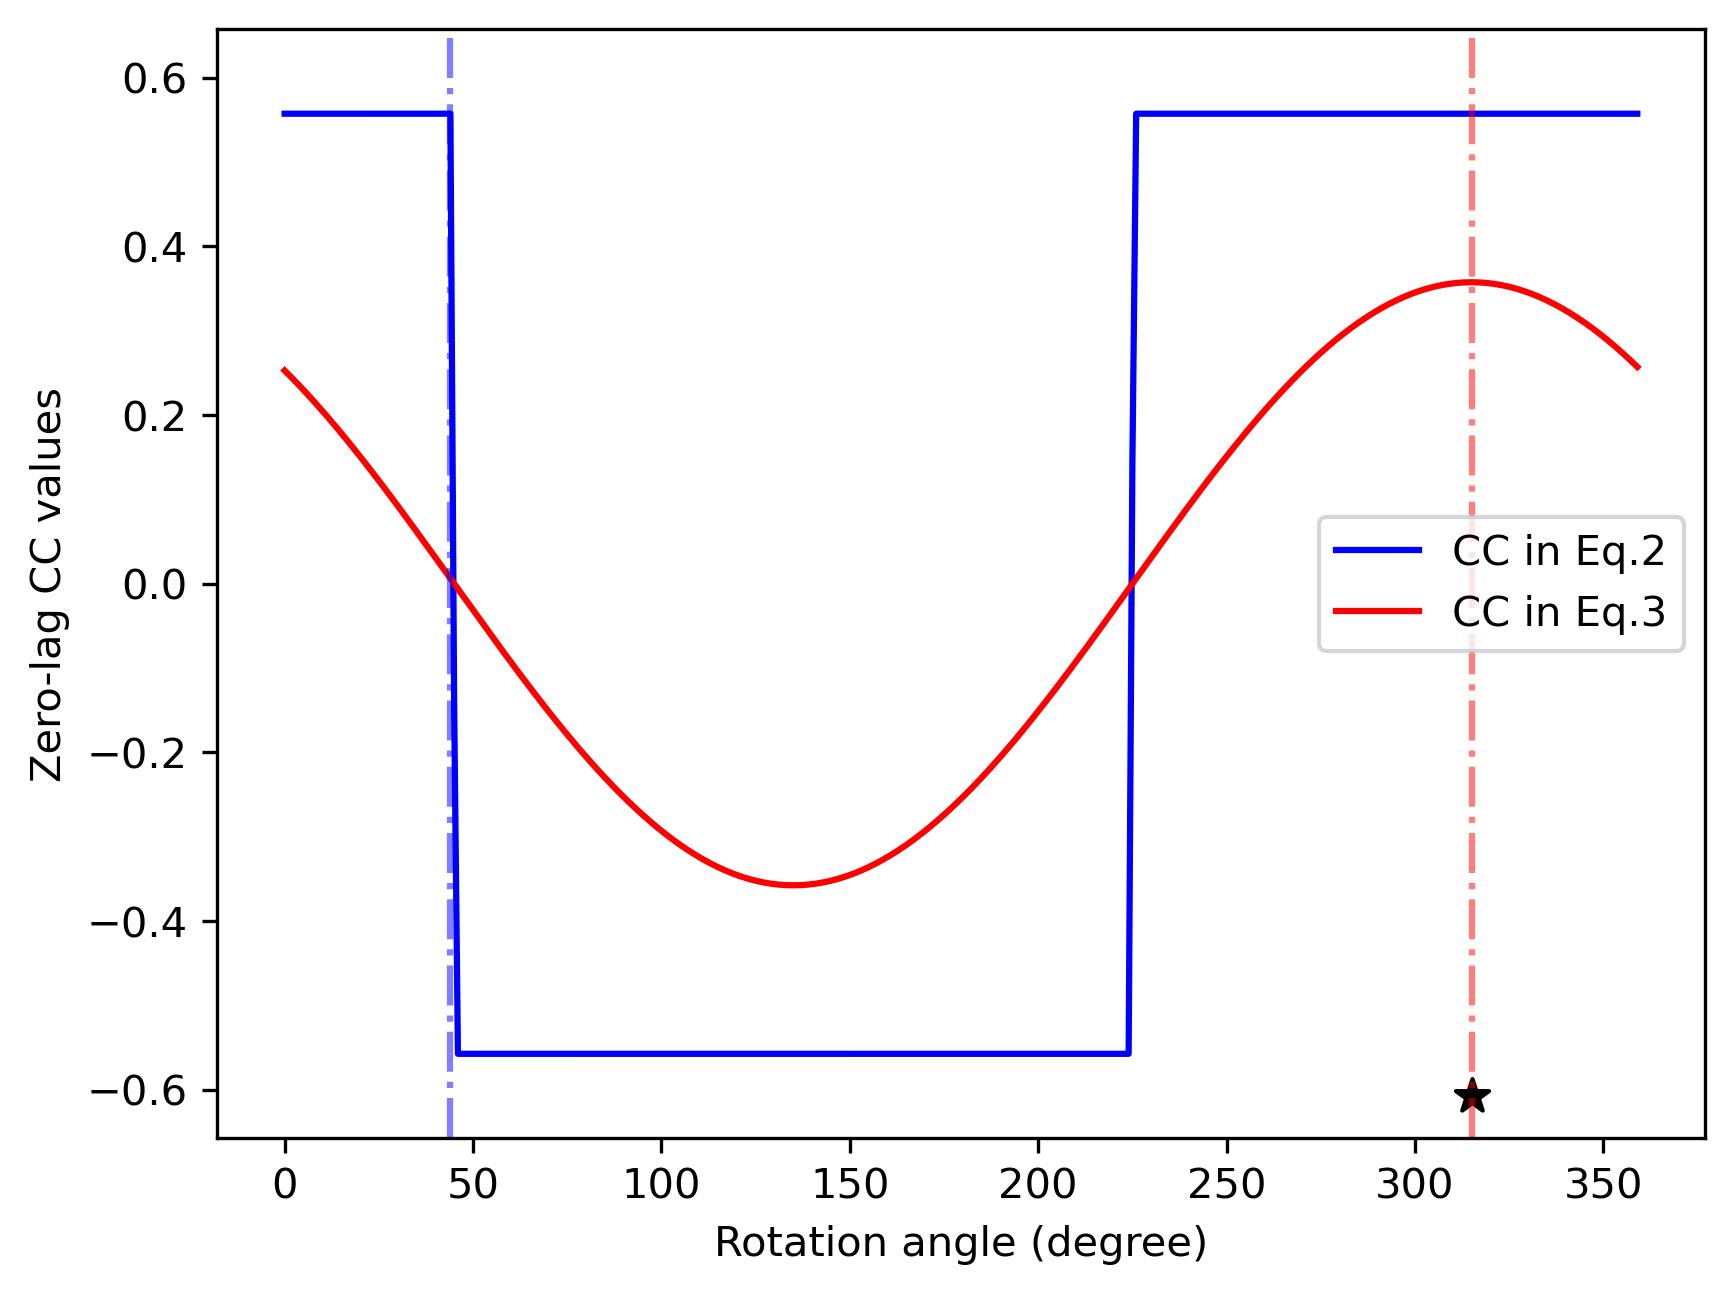 0.6
0.4
0.2
0.0
−0.2
−0.4
−0.6
Zero-lag CC values
CC in Eq.2
CC in Eq.3
0 50 100 150 200 250 300 350
Rotation angle (degree)